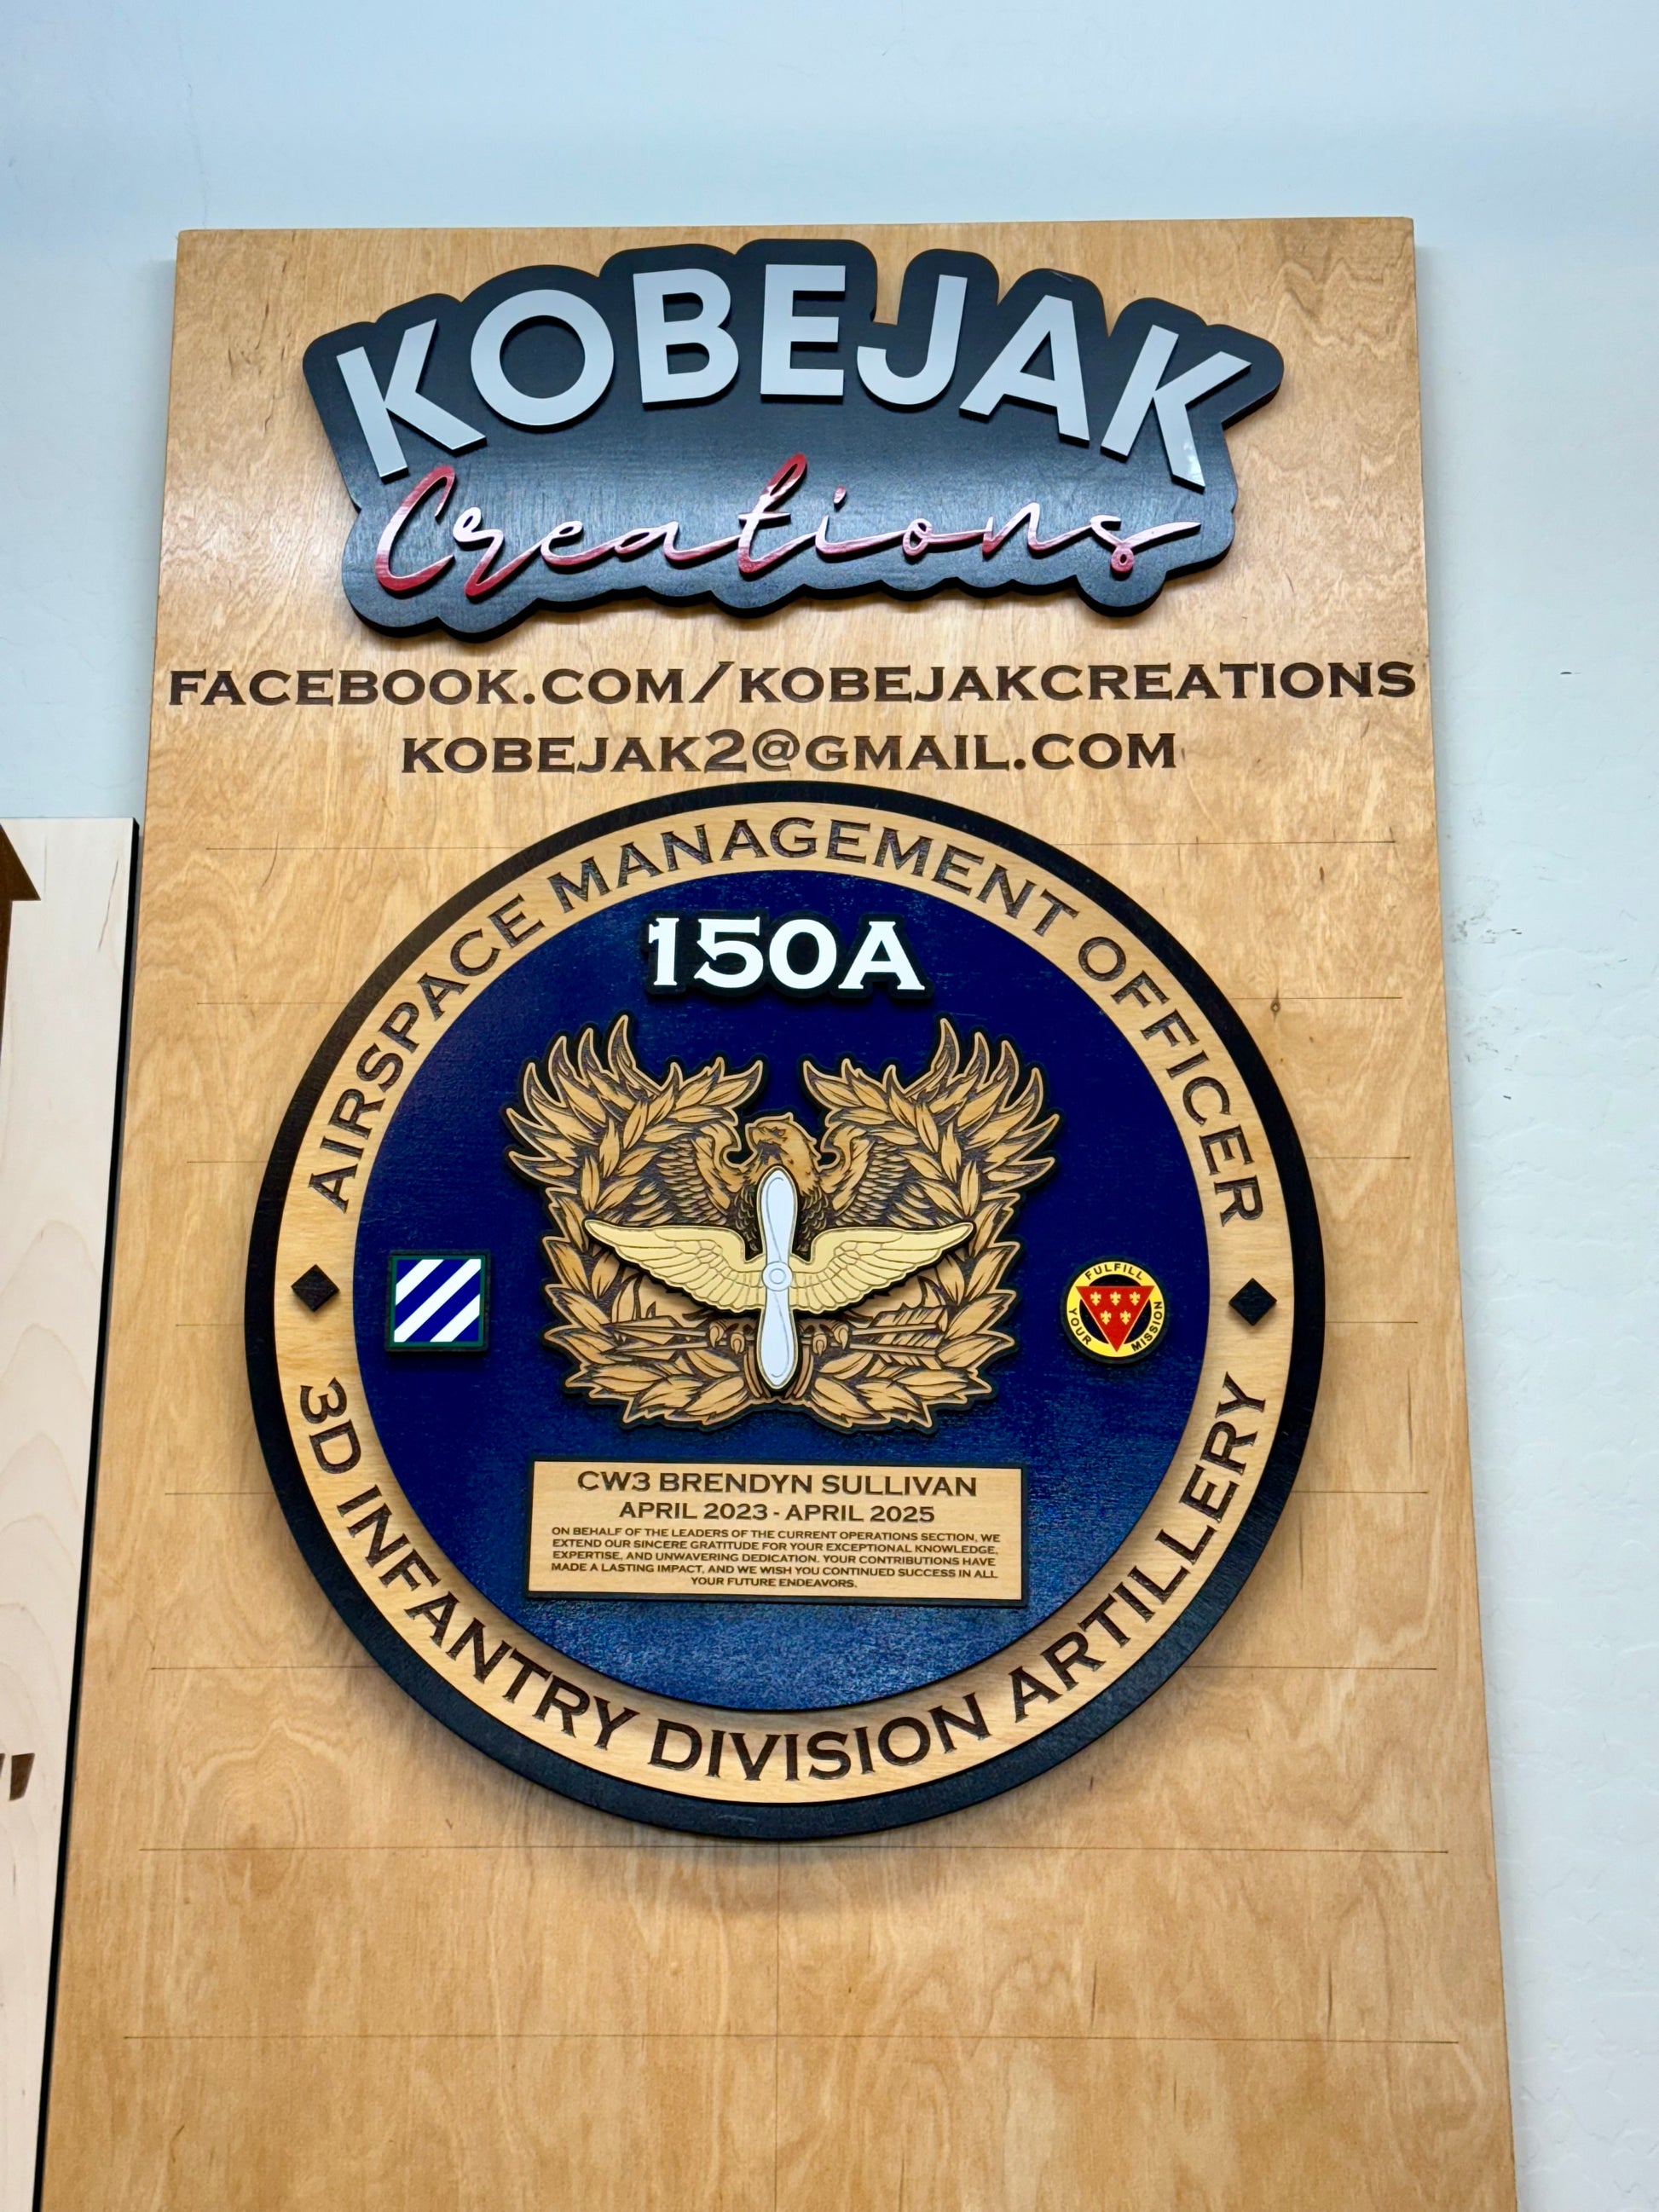 KOBEJAK
Creations
FACEBOOK.COM/KOBEJAKCREATIONS
KOBEJAK2@GMAIL.COM
AIRSPACE MANAGEMENT OFFICER
150A
FULFILL
YOUR
MISSION
CW3 BRENDYN SULLIVAN
APRIL 2023 - APRIL 2025
ON BEHALF OF THE LEADERS OF THE CURRENT OPERATIONS SECTION, WE
EXTEND OUR SINCERE GRATITUDE FOR YOUR EXCEPTIONAL KNOWLEDGE,
EXPERTISE, AND UNWAVERING DEDICATION. YOUR CONTRIBUTIONS HAVE
MADE A LASTING IMPACT, AND WE WISH YOU CONTINUED SUCCESS IN ALL
YOUR FUTURE ENDEAVORS.
3D INFANTRY DIVISION ARTILLERY